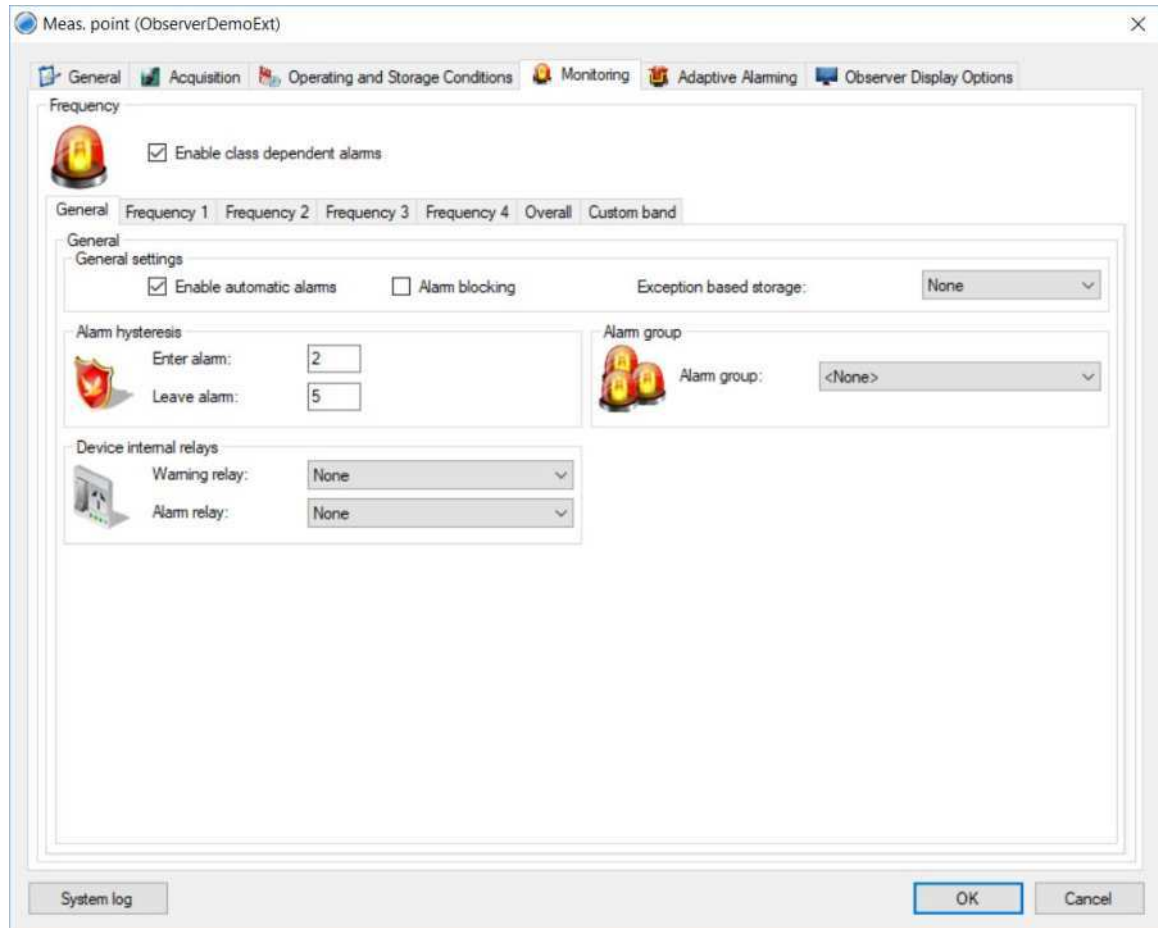 Meas. point (ObserverDemoExt)
General Acquisition Operating and Storage Conditions Monitoring Adaptive Alarming Observer Display Options
Frequency
Enable class dependent alarms
General Frequency 1 Frequency 2 Frequency 3 Frequency 4 Overall Custom band
General
General settings
Enable automatic alarms Alarm blocking Exception based storage: None
Alarm hysteresis
Enter alarm: 2
Leave alarm: 5
Alarm group
Alarm group: <None>
Device internal relays
Warning relay: None
Alarm relay: None
System log OK Cancel